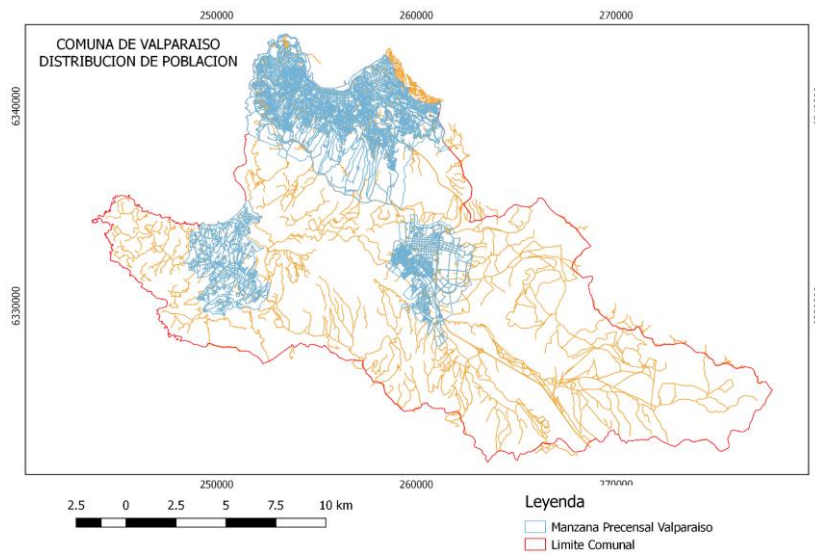 250000 260000 270000
COMUNA DE VALPARAISO
DISTRIBUCION DE POBLACION
6340000
6330000
250000 260000 270000
2.5 0 2.5 5 7.5 10 km
Leyenda
Manzana Precensal Valparaiso
Limite Comunal